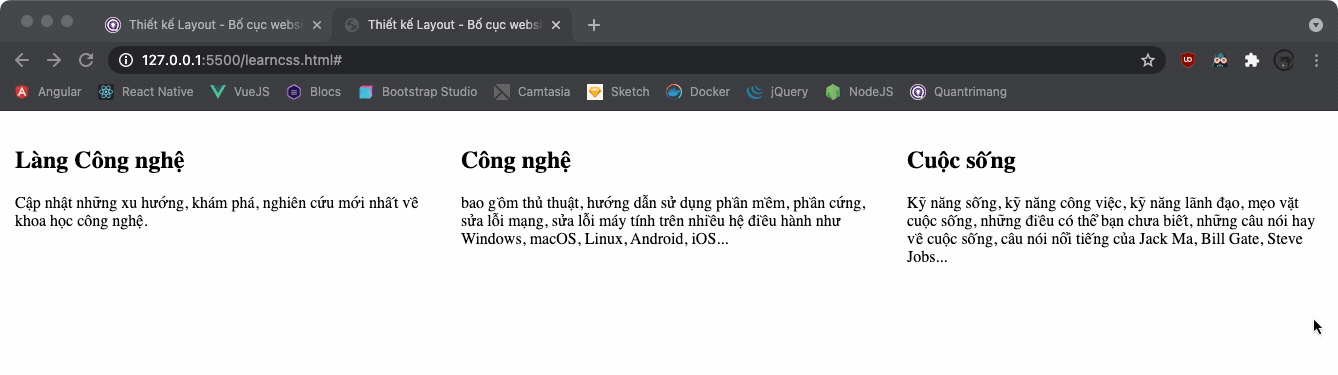 Thiết kế Layout - Bố cục websi
Thiết kế Layout - Bố cục websi
127.0.0.1:5500/learncss.html#
Angular React Native VueJS Blocs Bootstrap Studio Camtasia Sketch Docker jQuery NodeJS Quantrimang
Làng Công nghệ
Cập nhật những xu hướng, khám phá, nghiên cứu mới nhất về
khoa học công nghệ.
Công nghệ
bao gồm thủ thuật, hướng dẫn sử dụng phần mềm, phần cứng,
sửa lỗi mạng, sửa lỗi máy tính trên nhiều hệ điều hành như
Windows, macOS, Linux, Android, iOS...
Cuộc sống
Kỹ năng sống, kỹ năng công việc, kỹ năng lãnh đạo, mẹo vặt
cuộc sống, những điều có thể bạn chưa biết, những câu nói hay
về cuộc sống, câu nói nổi tiếng của Jack Ma, Bill Gate, Steve
Jobs...